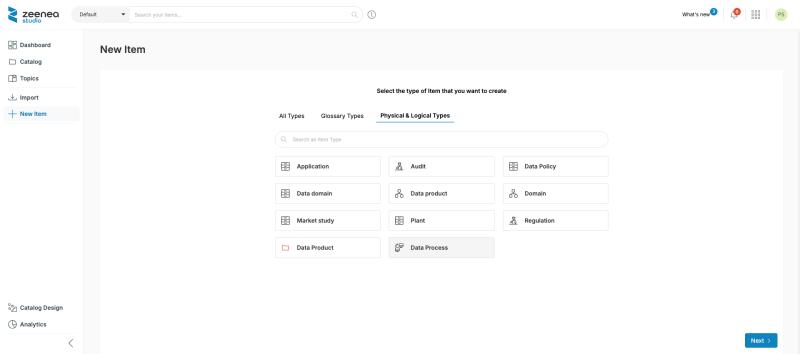 zeenea
studio
Default
Search your items...
What's new
PS
Dashboard
Catalog
Topics
Import
New Item
New Item
Select the type of Item that you want to create
All Types
Glossary Types
Physical & Logical Types
Search an Item Type
Application
Audit
Data Policy
Data domain
Data product
Domain
Market study
Plant
Regulation
Data Product
Data Process
Catalog Design
Analytics
Next